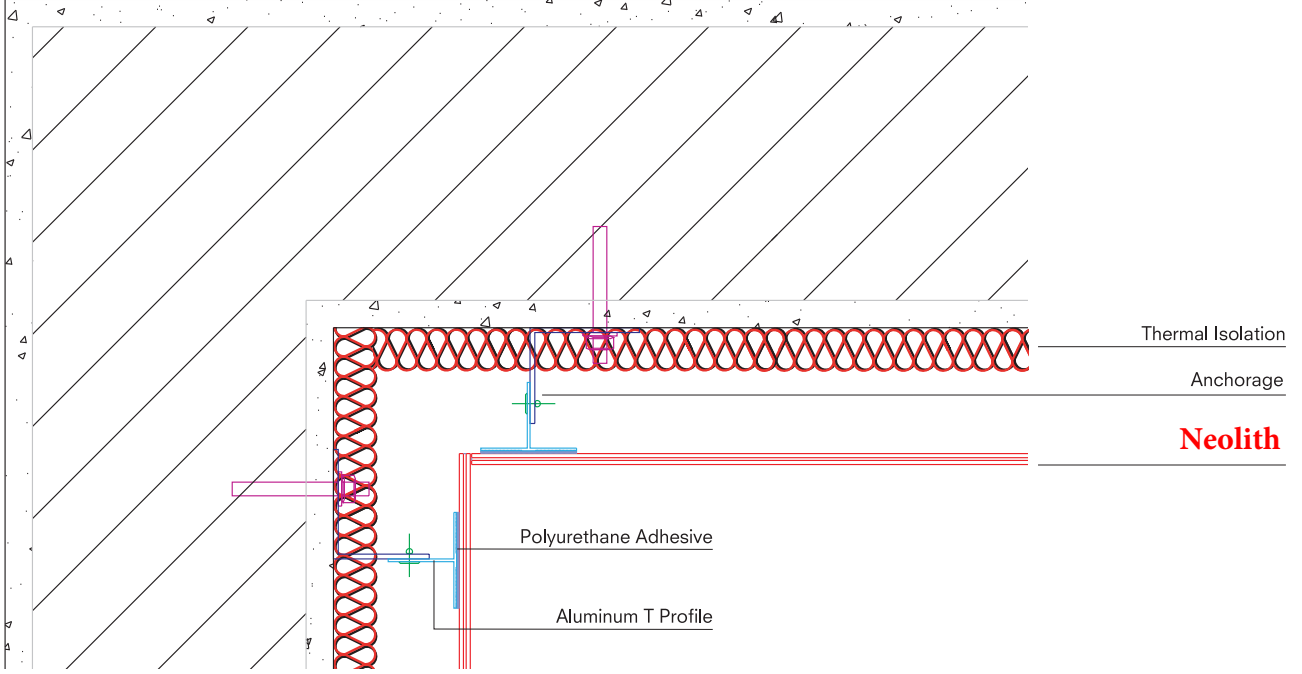 Thermal Isolation
Anchorage
Neolith
Polyurethane Adhesive
Aluminum T Profile